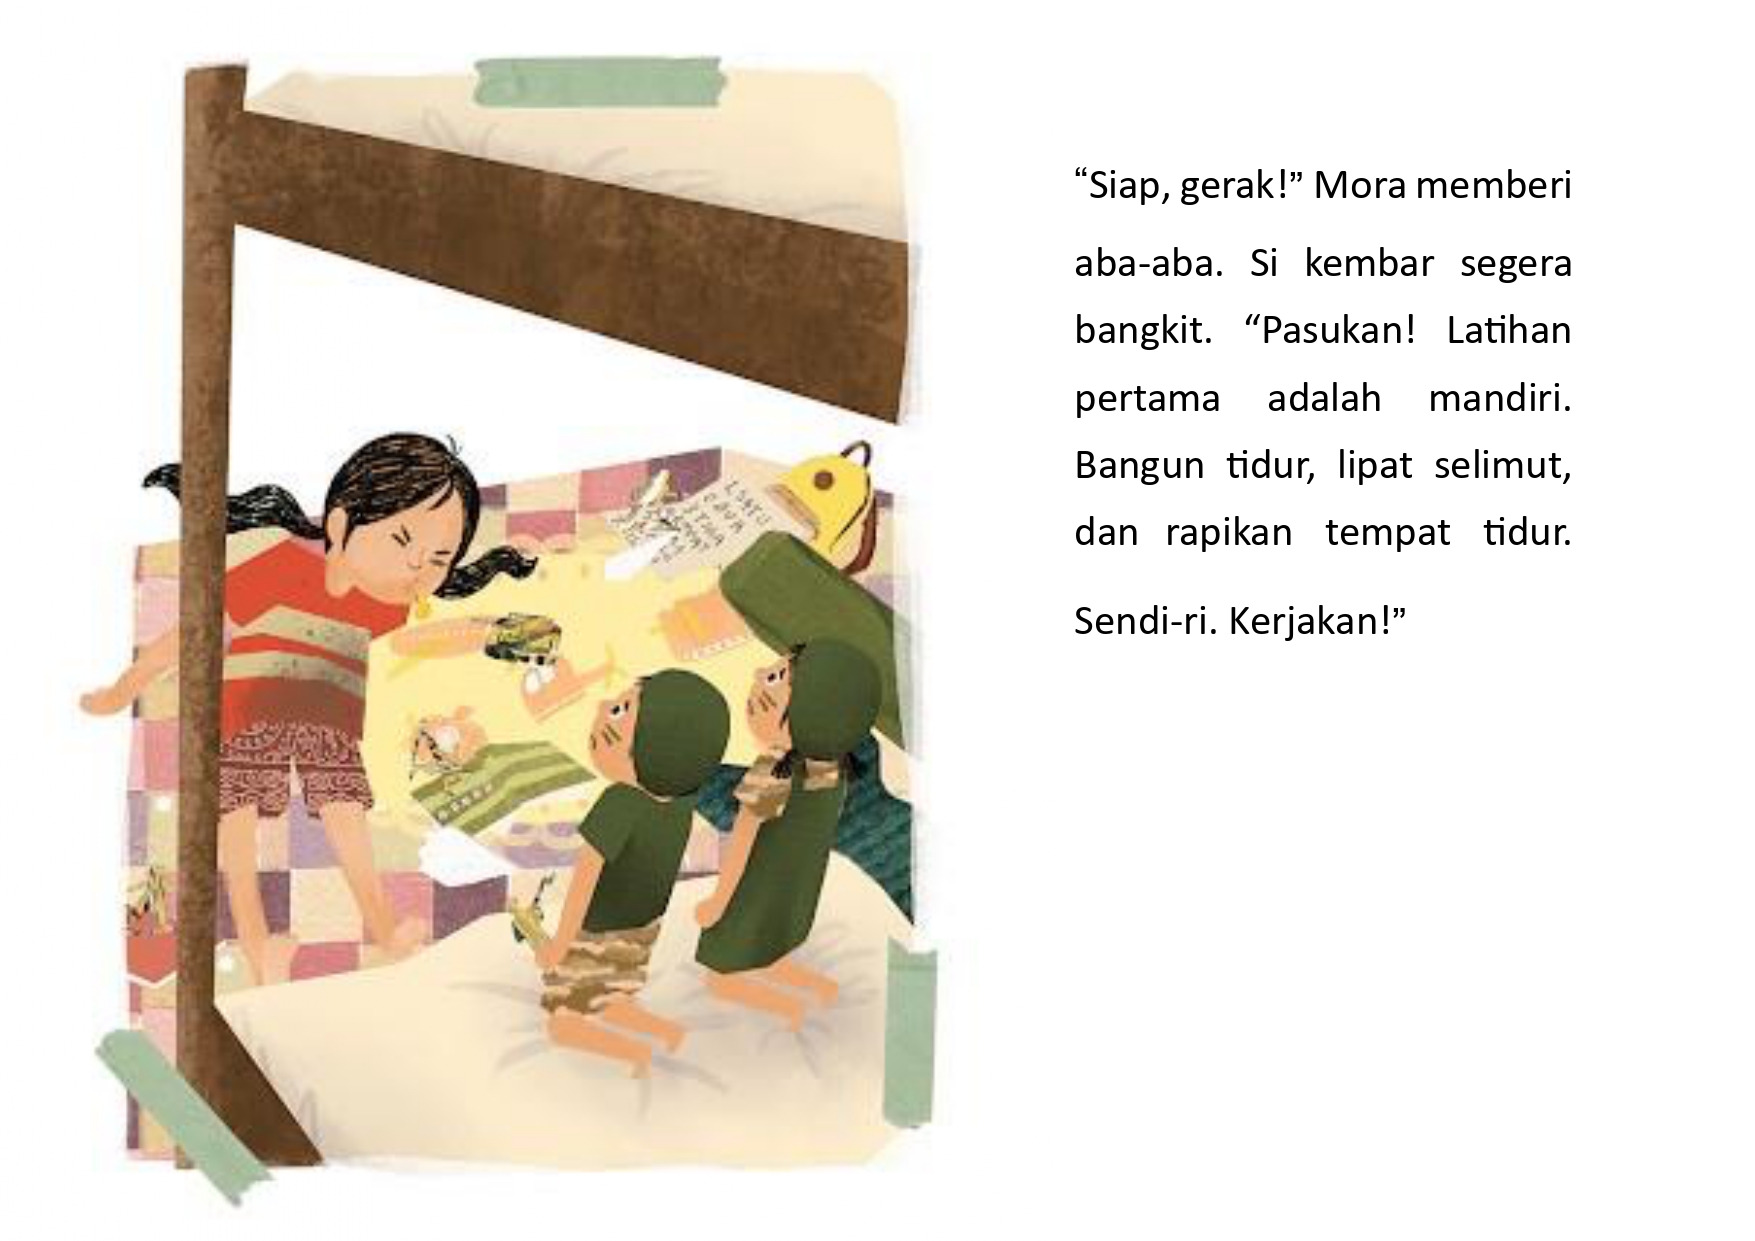 “Siap, gerak!” Mora memberi
aba-aba. Si kembar segera
bangkit. “Pasukan! Latihan
pertama adalah mandiri.
Bangun tidur, lipat selimut,
dan rapikan tempat tidur.
Sendi-ri. Kerjakan!”